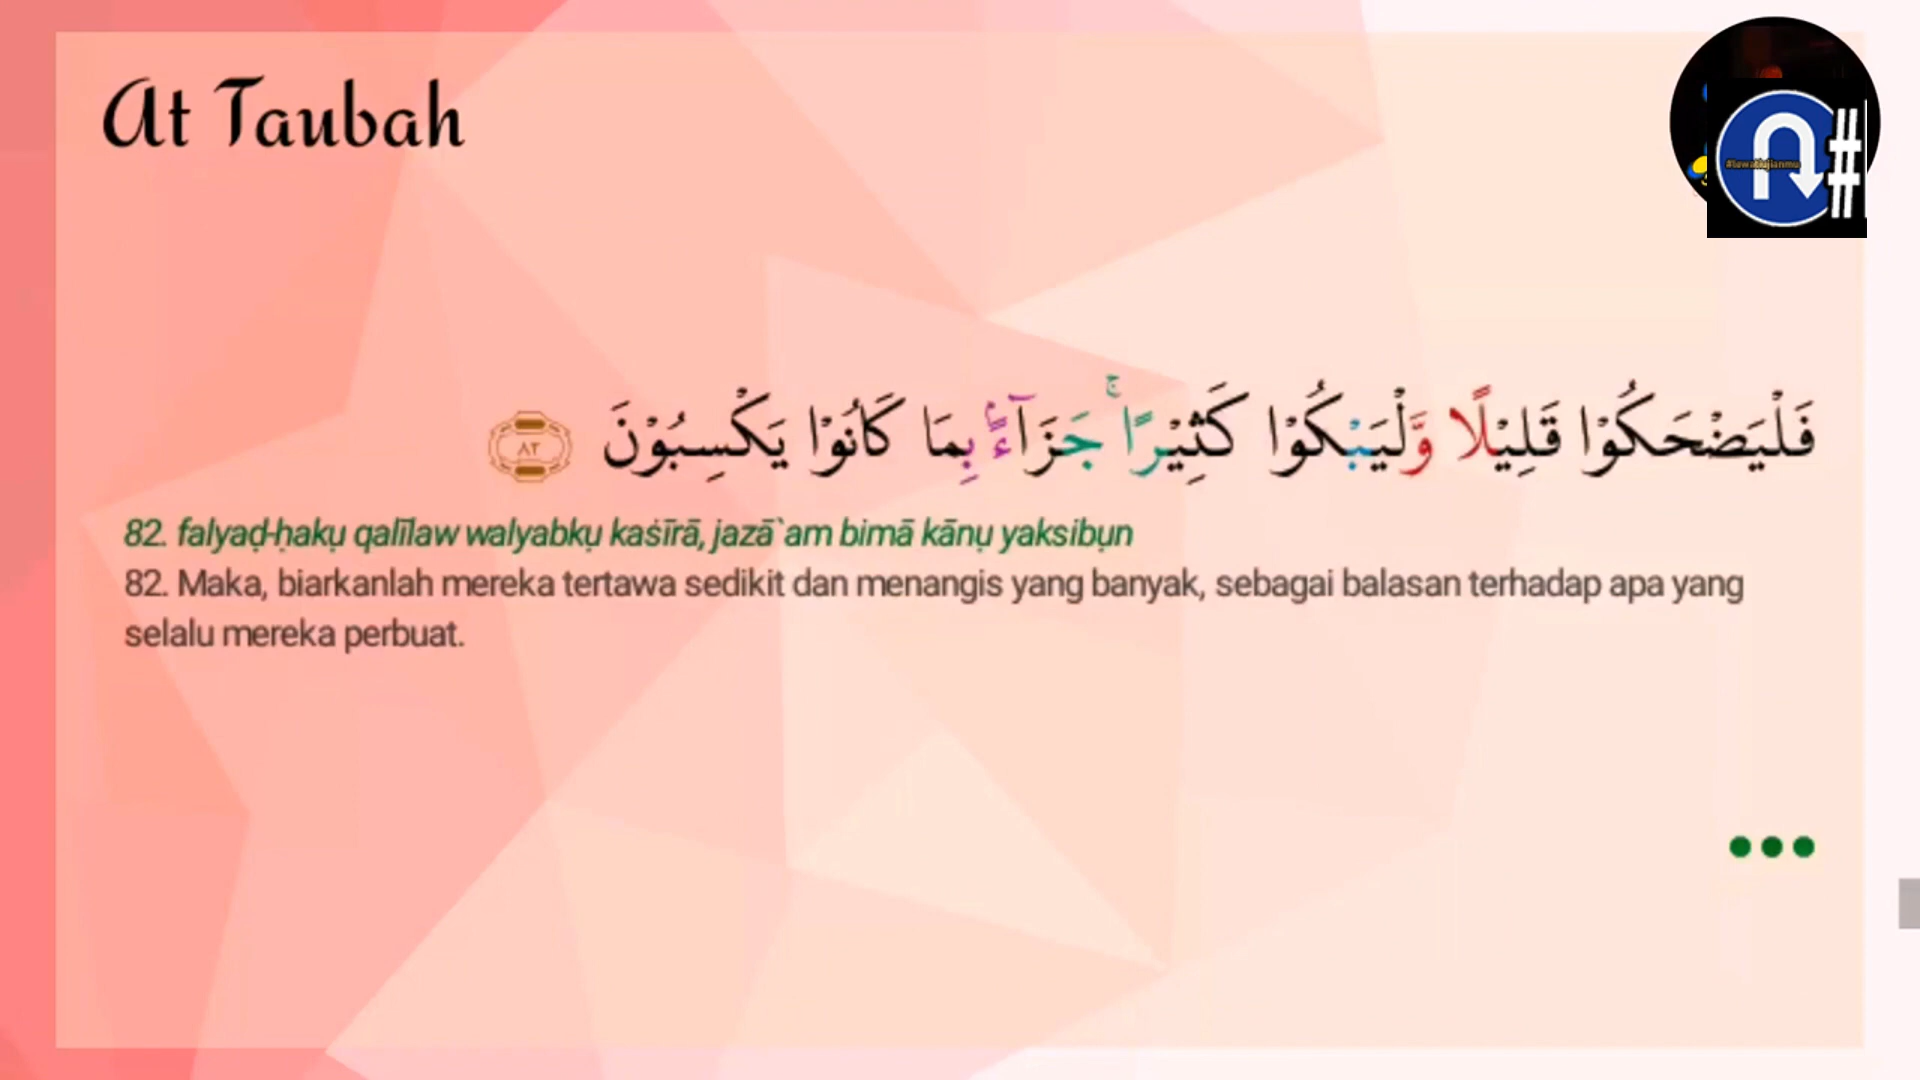 At Taubah
#lewatiujianmu
#
فَلْيَضْحَكُوْا قَلِيْلًا وَّلْيَبْكُوْا كَثِيْرًاۚ جَزَاۤءًۢ بِمَا كَانُوْا يَكْسِبُوْنَ ٨٢
82. falyaḍ-ḥakụ qalīlaw walyabkụ kaṡīrā, jazā`am bimā kānụ yaksibụn
82. Maka, biarkanlah mereka tertawa sedikit dan menangis yang banyak, sebagai balasan terhadap apa yang
selalu mereka perbuat.